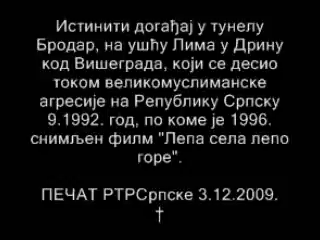 Истинити догађај у тунелу
Бродар, на ушћу Лима у Дрину
код Вишеграда, који се десио
током великомуслиманске
агресије на Републику Српску
9.1992. год, по коме је 1996.
снимљен филм "Лепа села лепо
горе".
ПЕЧАТ РТРСрпске 3.12.2009.
†